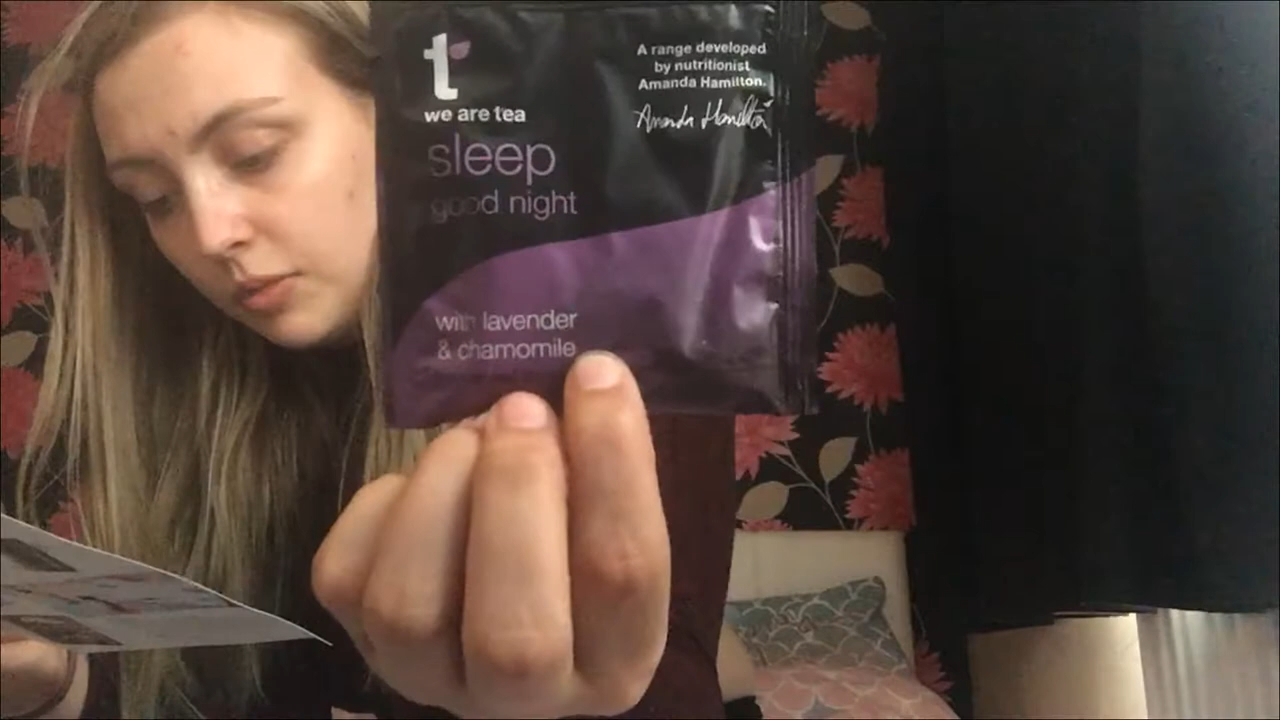 t
we are tea
sleep
good night
with lavender
& chamomile
A range developed
by nutritionist
Amanda Hamilton.
Amanda Hamilton